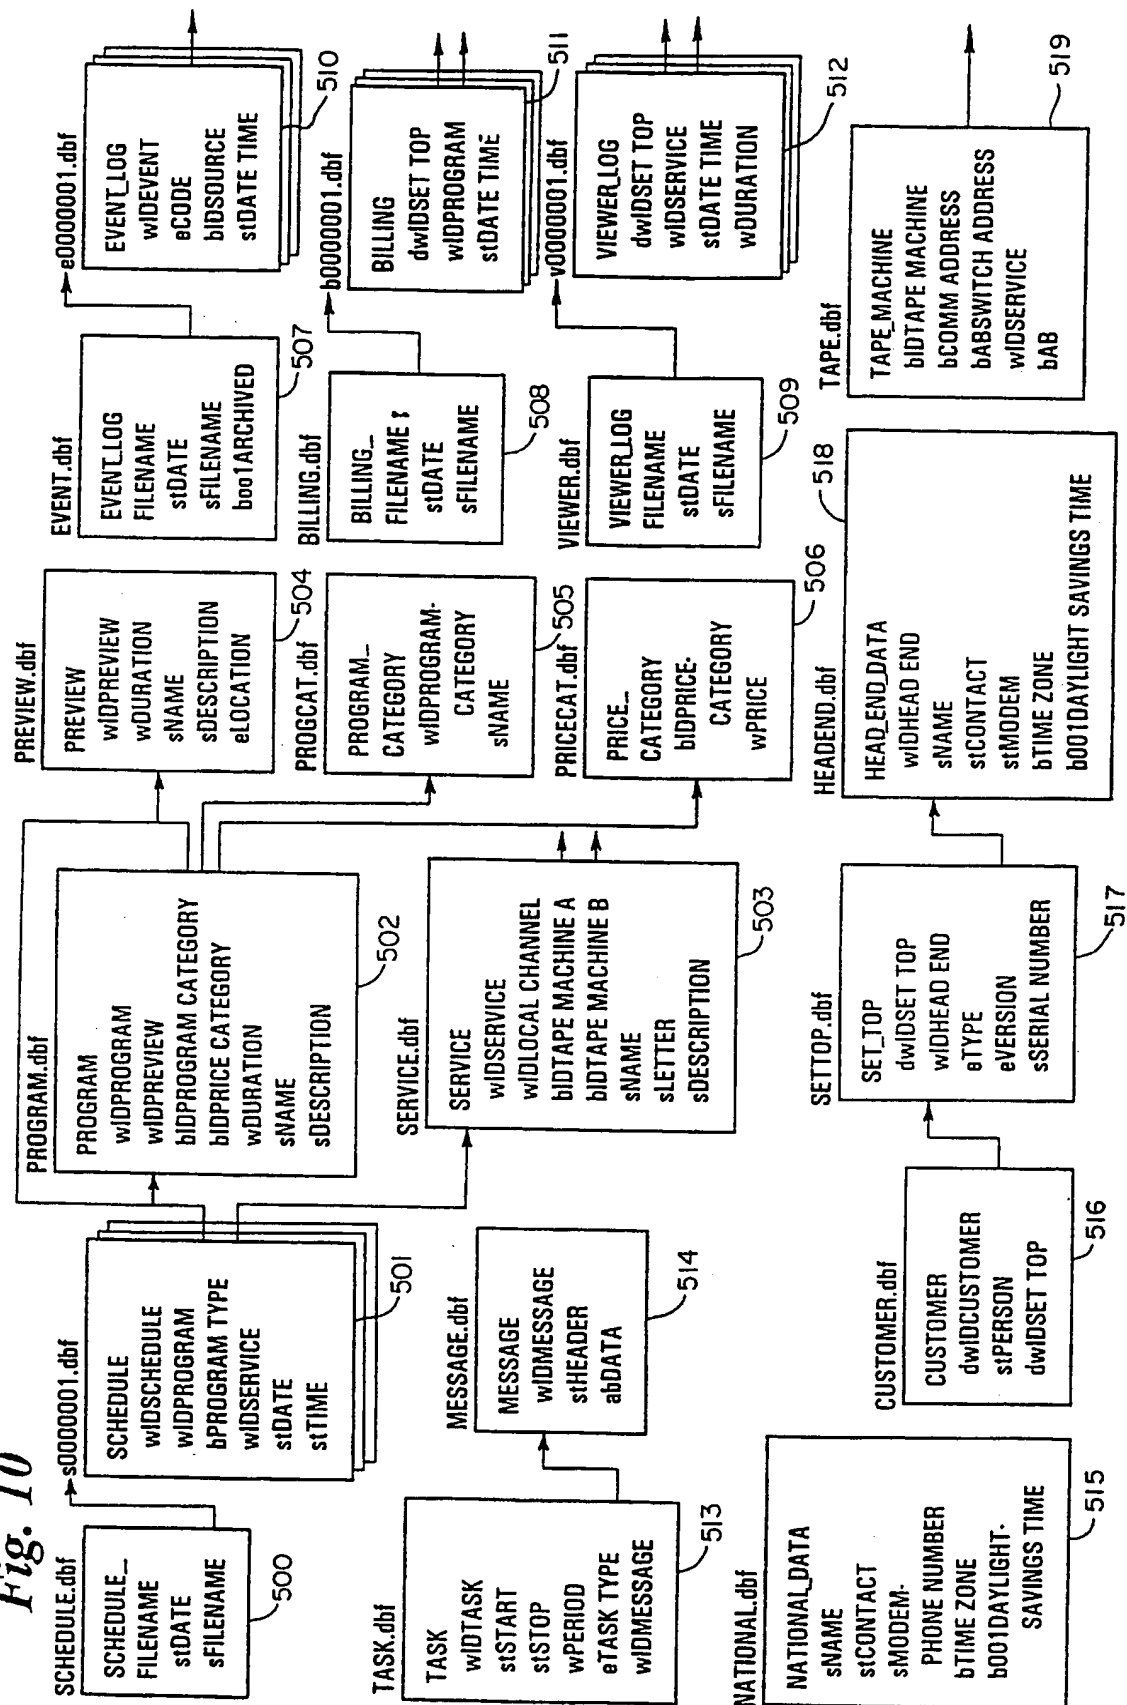 Fig. 10
SCHEDULE.dbf
SCHEDULE_
FILENAME
stDATE
sFILENAME
500
s0000001.dbf
SCHEDULE
wIDSCHEDULE
wIDPROGRAM
bPROGRAM TYPE
wIDSERVICE
stDATE
stTIME
501
PROGRAM.dbf
PROGRAM
wIDPROGRAM
wIDPREVIEW
bIDPROGRAM CATEGORY
bIDPRICE CATEGORY
wDURATION
sNAME
sDESCRIPTION
502
PREVIEW.dbf
PREVIEW
wIDPREVIEW
wDURATION
sNAME
sDESCRIPTION
eLOCATION
504
EVENT.dbf
EVENT_LOG
FILENAME
stDATE
sFILENAME
boo1ARCHIVED
507
e0000001.dbf
EVENT_LOG
wIDEVENT
eCODE
bIDSOURCE
stDATE TIME
510
PROGCAT.dbf
PROGRAM_
CATEGORY
wIDPROGRAM-
CATEGORY
sNAME
505
BILLING.dbf
BILLING_
FILENAME
stDATE
sFILENAME
508
b0000001.dbf
BILLING
dwIDSET TOP
wIDPROGRAM
stDATE TIME
511
TASK.dbf
TASK
wIDTASK
stSTART
stSTOP
wPERIOD
eTASK TYPE
wIDMESSAGE
513
MESSAGE.dbf
MESSAGE
wIDMESSAGE
stHEADER
abDATA
514
SERVICE.dbf
SERVICE
wIDSERVICE
wIDLOCAL CHANNEL
bIDTAPE MACHINE A
bIDTAPE MACHINE B
sNAME
sLETTER
sDESCRIPTION
503
PRICECAT.dbf
PRICE_
CATEGORY
bIDPRICE-
CATEGORY
wPRICE
506
VIEWER.dbf
VIEWER_LOG
FILENAME
stDATE
sFILENAME
509
v0000001.dbf
VIEWER_LOG
dwIDSET TOP
wIDSERVICE
stDATE TIME
wDURATION
512
NATIONAL.dbf
NATIONAL_DATA
sNAME
stCONTACT
sMODEM-
PHONE NUMBER
bTIME ZONE
b001DAYLIGHT-
SAVINGS TIME
515
CUSTOMER.dbf
CUSTOMER
dwIDCUSTOMER
stPERSON
dwIDSET TOP
516
SETTOP.dbf
SET_TOP
dwIDSET TOP
wIDHEAD END
eTYPE
eVERSION
sSERIAL NUMBER
517
HEADEND.dbf
HEAD_END_DATA
wIDHEAD END
sNAME
stCONTACT
stMODEM
bTIME ZONE
b001DAYLIGHT SAVINGS TIME
518
TAPE.dbf
TAPE_MACHINE
bIDTAPE MACHINE
bCOMM ADDRESS
bABSWITCH ADDRESS
wIDSERVICE
bAB
519